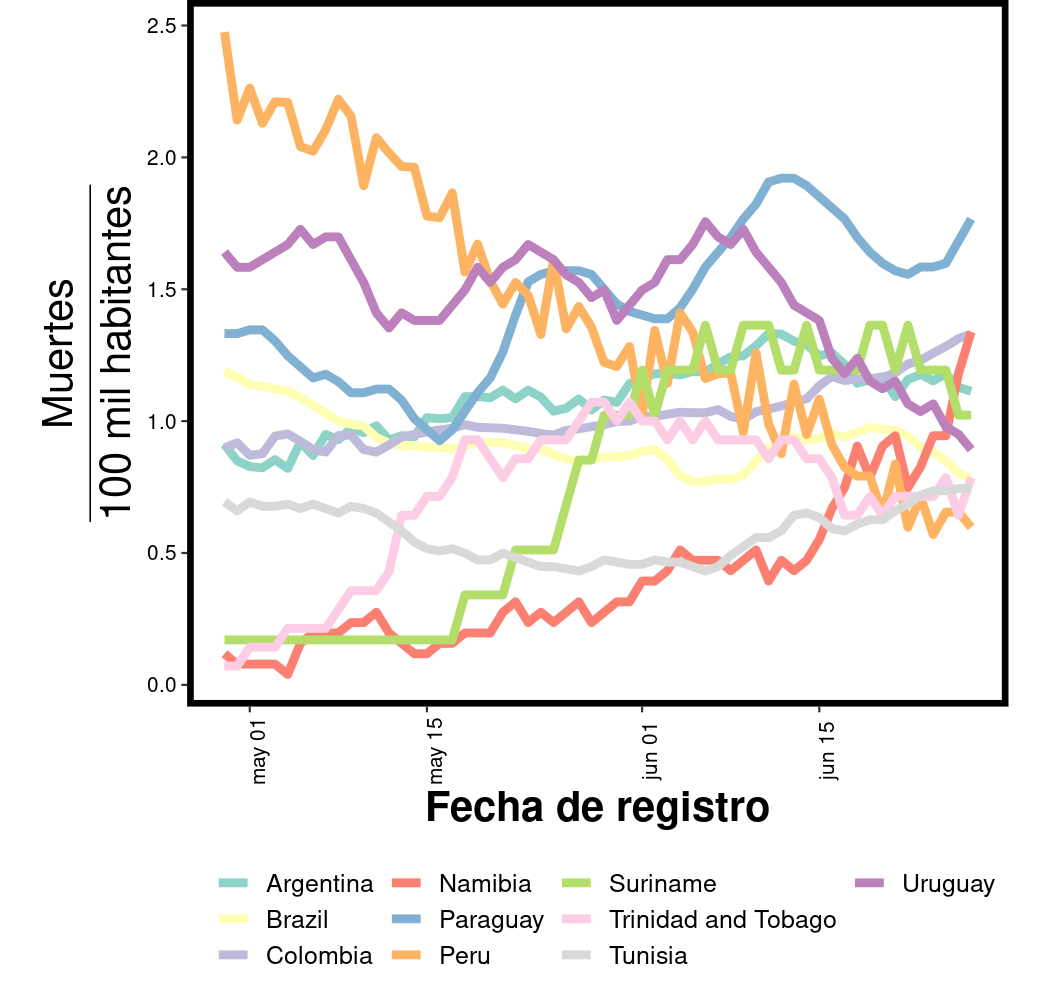 Muertes
100 mil habitantes
2.5
2.0
1.5
1.0
0.5
0.0
may 01
may 15
jun 01
jun 15
Fecha de registro
Argentina Namibia Suriname Uruguay
Brazil Paraguay Trinidad and Tobago
Colombia Peru Tunisia